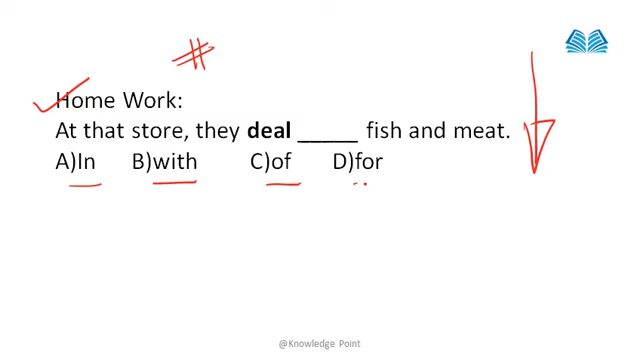 #
Home Work:
At that store, they deal _____ fish and meat.
A)In B)with C)of D)for
@Knowledge Point